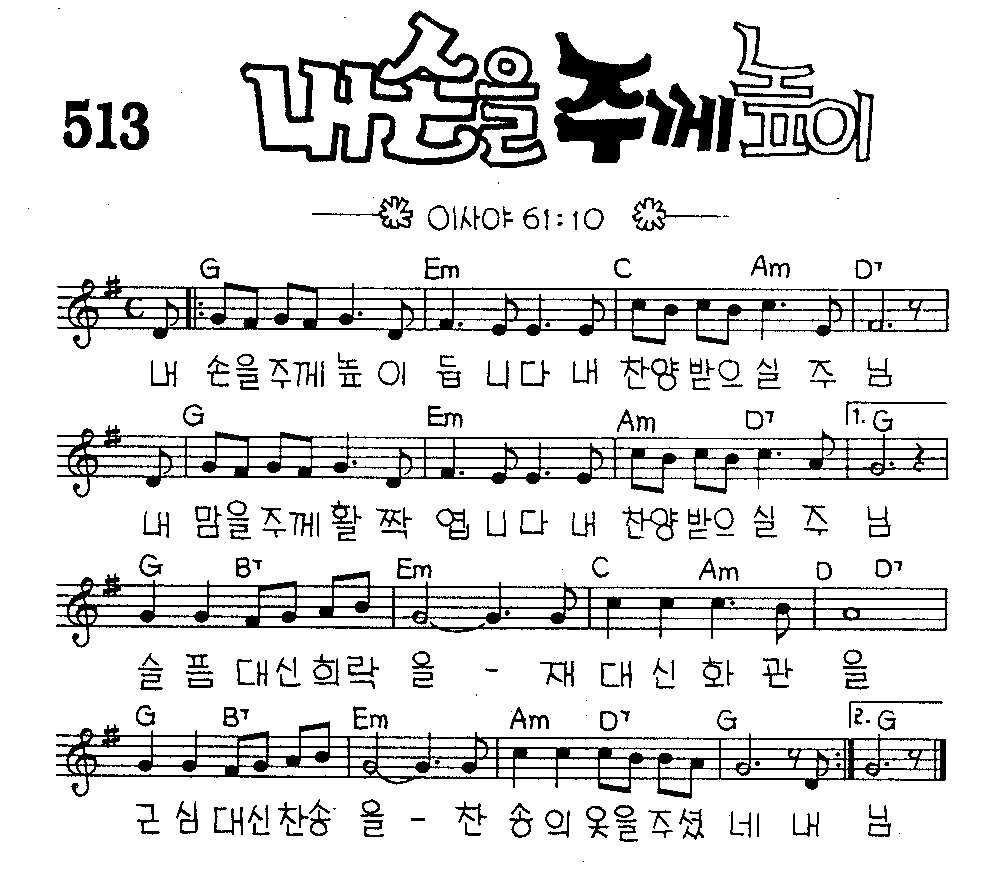 513
내 손을 주께 높이
이사야 61:10
G Em C Am D7
내 손을 주께 높 이 듭 니 다 내 찬양 받으 실 주 님
G Em Am D7 1. G
내 맘을 주께 활 짝 엽 니 다 내 찬양 받으 실 주 님
G B7 Em C Am D D7
슬 픔 대신 희락 을 - 재 대 신 화 관 을
G B7 Em Am D7 G 2. G
근 심 대신 찬송 을 - 찬 송 의 옷을 주셨 네 내 님